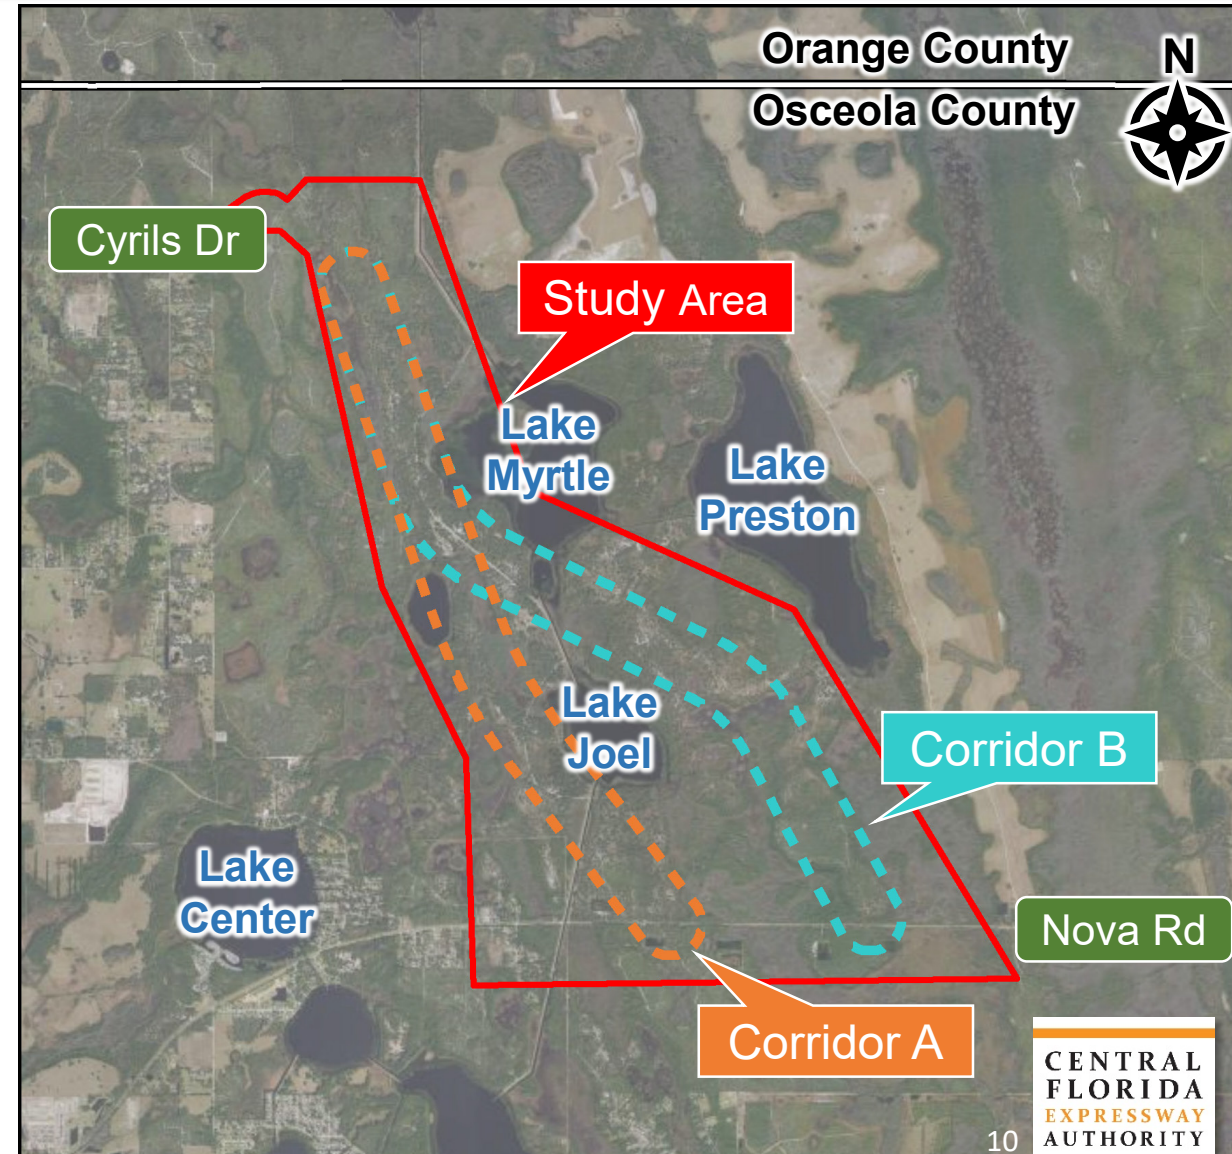 Orange County
N
Osceola County
Cyrils Dr
Study Area
Lake
Myrtle
Lake
Preston
Lake
Joel
Corridor B
Lake
Center
Nova Rd
Corridor A
CENTRAL
FLORIDA
EXPRESSWAY
AUTHORITY
10